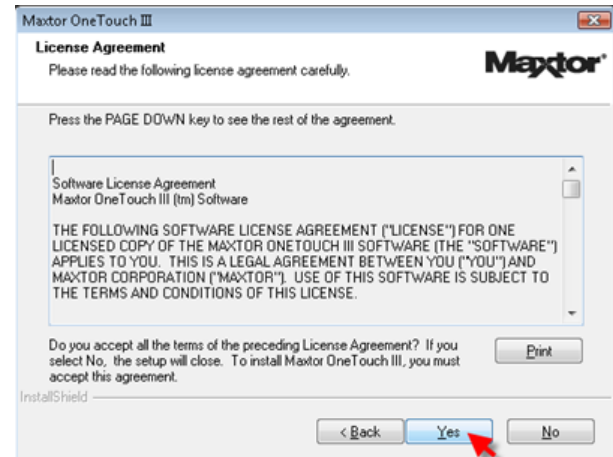 Maxtor OneTouch III
License Agreement
Please read the following license agreement carefully.
Maxtor
Press the PAGE DOWN key to see the rest of the agreement.
Software License Agreement
Maxtor OneTouch III (tm) Software
THE FOLLOWING SOFTWARE LICENSE AGREEMENT ("LICENSE") FOR ONE
LICENSED COPY OF THE MAXTOR ONETOUCH III SOFTWARE (THE "SOFTWARE")
APPLIES TO YOU. THIS IS A LEGAL AGREEMENT BETWEEN YOU ("YOU") AND
MAXTOR CORPORATION ("MAXTOR"). USE OF THIS SOFTWARE IS SUBJECT TO
THE TERMS AND CONDITIONS OF THIS LICENSE.
Do you accept all the terms of the preceding License Agreement? If you
select No, the setup will close. To install Maxtor OneTouch III, you must
accept this agreement.
Print
InstallShield
< Back
Yes
No